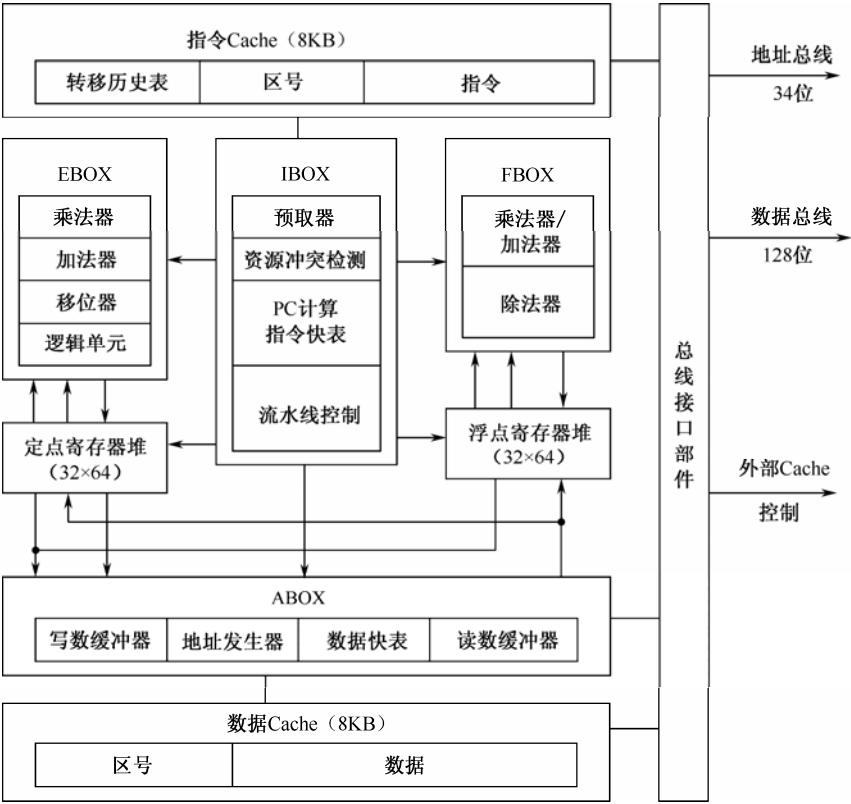 指令Cache（8KB）
转移历史表
区号
指令
地址总线
34位
EBOX
乘法器
加法器
移位器
逻辑单元
IBOX
预取器
资源冲突检测
PC计算
指令快表
流水线控制
FBOX
乘法器/
加法器
除法器
数据总线
128位
定点寄存器堆
（32×64）
浮点寄存器堆
（32×64）
总线接口部件
外部Cache
控制
ABOX
写数缓冲器
地址发生器
数据快表
读数缓冲器
数据Cache（8KB）
区号
数据